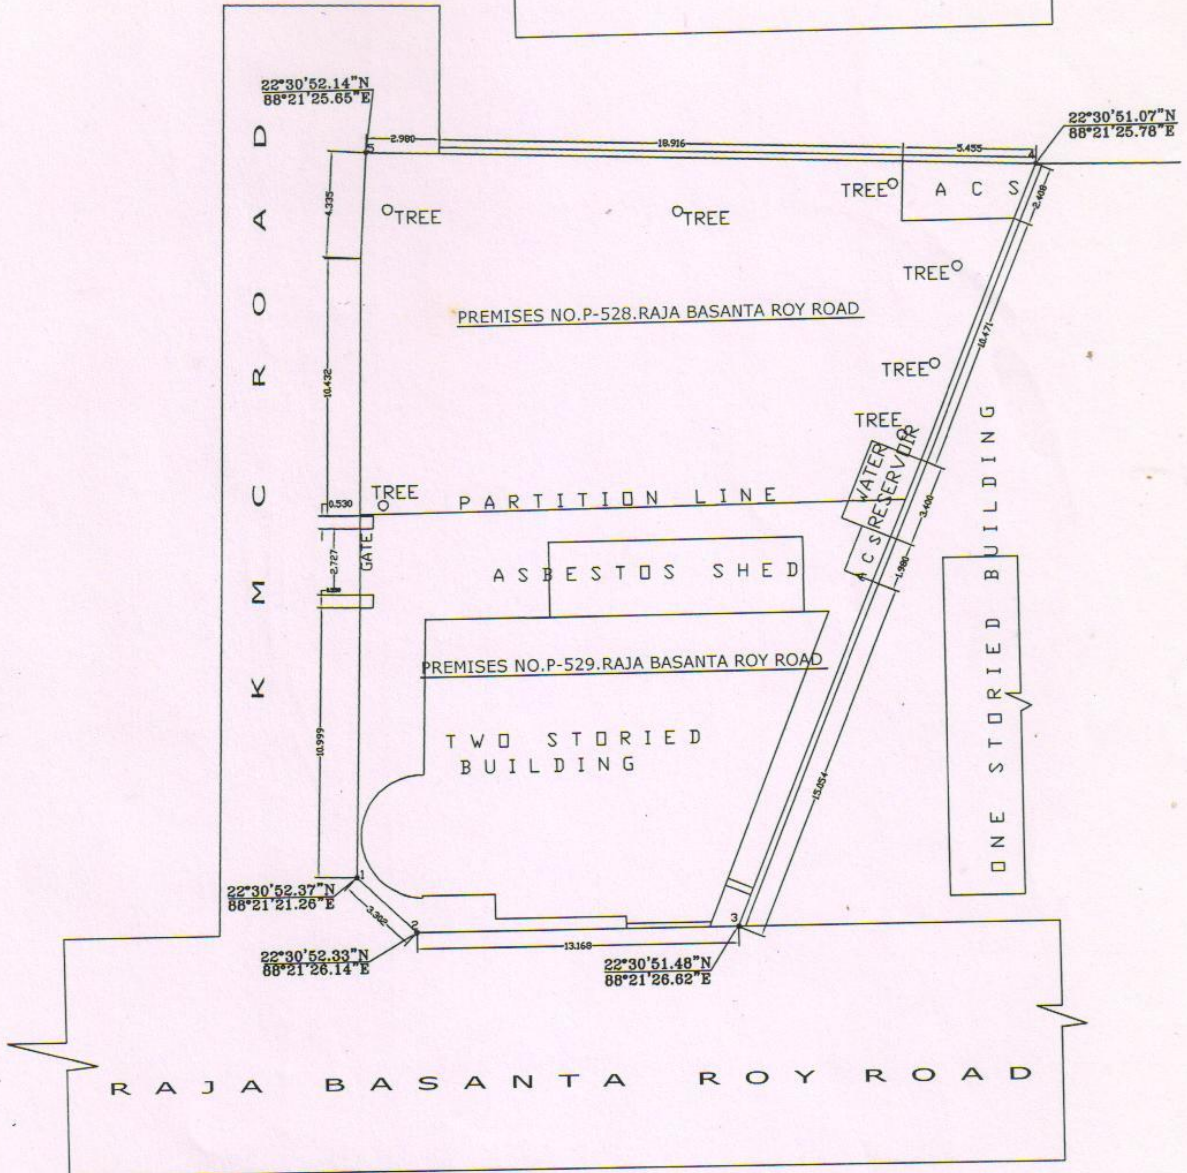 22°30'52.14"N
88°21'25.65"E
22°30'51.07"N
88°21'25.78"E
2.980
18.916
5.455
5
4
4.335
TREE
TREE
TREE
A C S
2.408
TREE
PREMISES NO.P-528.RAJA BASANTA ROY ROAD
10.471
10.432
TREE
TREE
WATER
RESERVOIR
K M C R O A D
TREE
PARTITION LINE
0.530
3.400
GATE
2.727
A C S
1.980
ASBESTOS SHED
ONE STORIED BUILDING
PREMISES NO.P-529.RAJA BASANTA ROY ROAD
TWO STORIED
BUILDING
10.999
15.054
1
22°30'52.37"N
88°21'21.26"E
3.302
2
3
13.168
22°30'52.33"N
88°21'26.14"E
22°30'51.48"N
88°21'26.62"E
RAJA BASANTA ROY ROAD